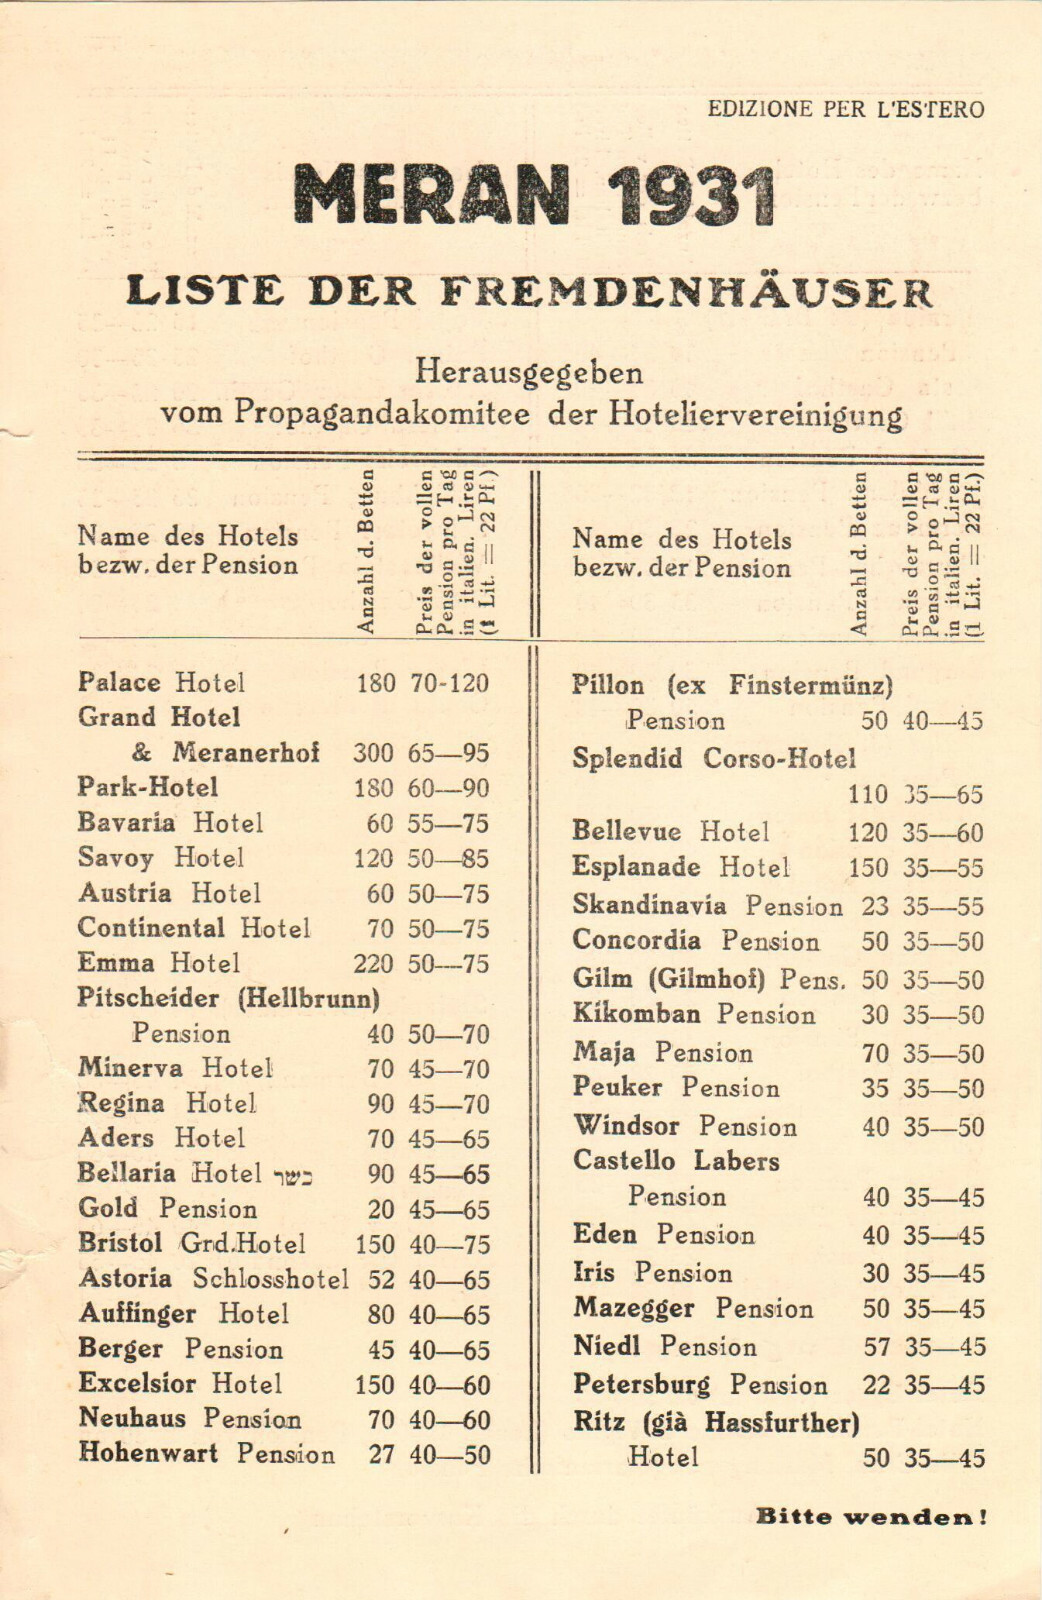 EDIZIONE PER L'ESTERO
MERAN 1931
LISTE DER FREMDENHÄUSER
Herausgegeben
vom Propagandakomitee der Hoteliervereinigung
Name des Hotels
bezw. der Pension
Anzahl d. Betten
Preis der vollen
Pension pro Tag
in italien. Liren
(1 Lit. = 22 Pf.)
Palace Hotel 180 70-120
Grand Hotel
& Meranerhof 300 65—95
Park-Hotel 180 60—90
Bavaria Hotel 60 55—75
Savoy Hotel 120 50—85
Austria Hotel 60 50—75
Continental Hotel 70 50—75
Emma Hotel 220 50—75
Pitscheider (Hellbrunn)
Pension 40 50—70
Minerva Hotel 70 45—70
Regina Hotel 90 45—70
Aders Hotel 70 45—65
Bellaria Hotel כשר 90 45—65
Gold Pension 20 45—65
Bristol Grd.Hotel 150 40—75
Astoria Schlosshotel 52 40—65
Auffinger Hotel 80 40—65
Berger Pension 45 40—65
Excelsior Hotel 150 40—60
Neuhaus Pension 70 40—60
Hohenwart Pension 27 40—50
Name des Hotels
bezw. der Pension
Anzahl d. Betten
Preis der vollen
Pension pro Tag
in italien. Liren
(1 Lit. = 22 Pf.)
Pillon (ex Finstermünz)
Pension 50 40—45
Splendid Corso-Hotel
110 35—65
Bellevue Hotel 120 35—60
Esplanade Hotel 150 35—55
Skandinavia Pension 23 35—55
Concordia Pension 50 35—50
Gilm (Gilmhof) Pens. 50 35—50
Kikomban Pension 30 35—50
Maja Pension 70 35—50
Peuker Pension 35 35—50
Windsor Pension 40 35—50
Castello Labers
Pension 40 35—45
Eden Pension 40 35—45
Iris Pension 30 35—45
Mazegger Pension 50 35—45
Niedl Pension 57 35—45
Petersburg Pension 22 35—45
Ritz (già Hassfurther)
Hotel 50 35—45
Bitte wenden!